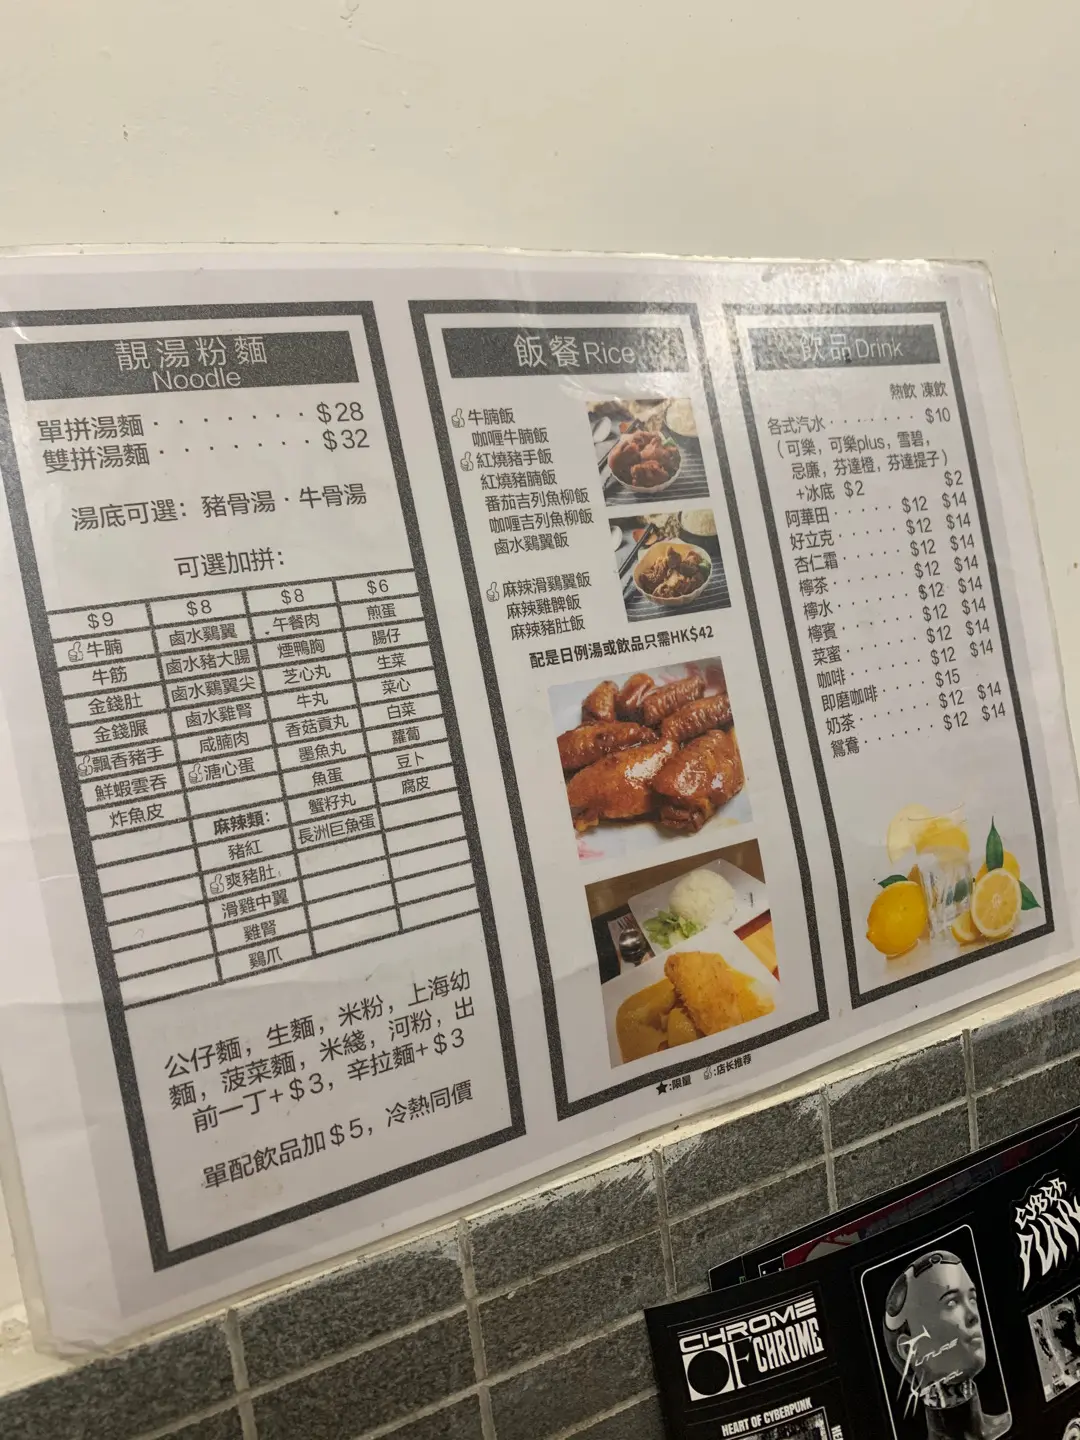 靚湯粉麵
Noodle
單拼湯麵 · · · · · · · $28
雙拼湯麵 · · · · · · · $32
湯底可選：豬骨湯 · 牛骨湯
可選加拼：
$9 $8 $8 $6
牛腩 鹵水鷄翼 午餐肉 煎蛋
牛筋 鹵水豬大腸 煙鴨胸 腸仔
金錢肚 鹵水鷄翼尖 芝心丸 生菜
金錢𦟌 鹵水雞腎 牛丸 菜心
飄香豬手 咸腩肉 香菇貢丸 白菜
鮮蝦雲吞 溏心蛋 墨魚丸 蘿蔔
炸魚皮 魚蛋 豆卜
麻辣類： 蟹籽丸 腐皮
豬紅 長洲巨魚蛋
爽豬肚
滑雞中翼
雞腎
鷄爪
公仔麵，生麵，米粉，上海幼
麵，菠菜麵，米綫，河粉，出
前一丁+$3，辛拉麵+$3
單配飲品加$5，冷熱同價
飯餐Rice
牛腩飯
咖喱牛腩飯
紅燒豬手飯
紅燒豬腩飯
番茄吉列魚柳飯
咖喱吉列魚柳飯
鹵水鷄翼飯
麻辣滑鷄翼飯
麻辣雞髀飯
麻辣豬肚飯
配是日例湯或飲品只需HK$42
★:限量 :店长推荐
飲品Drink
熱飲 凍飲
各式汽水 · · · · · · · · $10
（可樂，可樂plus，雪碧，
忌廉，芬達橙，芬達提子）
+冰底 $2 $2
阿華田 · · · · · · $12 $14
好立克 · · · · · · $12 $14
杏仁霜 · · · · · · $12 $14
檸茶 · · · · · · $12 $14
檸水 · · · · · · $12 $14
檸賓 · · · · · · $12 $14
菜蜜 · · · · · · $12 $14
咖啡 · · · · · · $12 $14
即磨咖啡 · · · · · $15
奶茶 · · · · · · $12 $14
鴛鴦 · · · · · · $12 $14
CHROME
OF CHROME
HEART OF CYBERPUNK
FUTURE
CYBER
PUNK